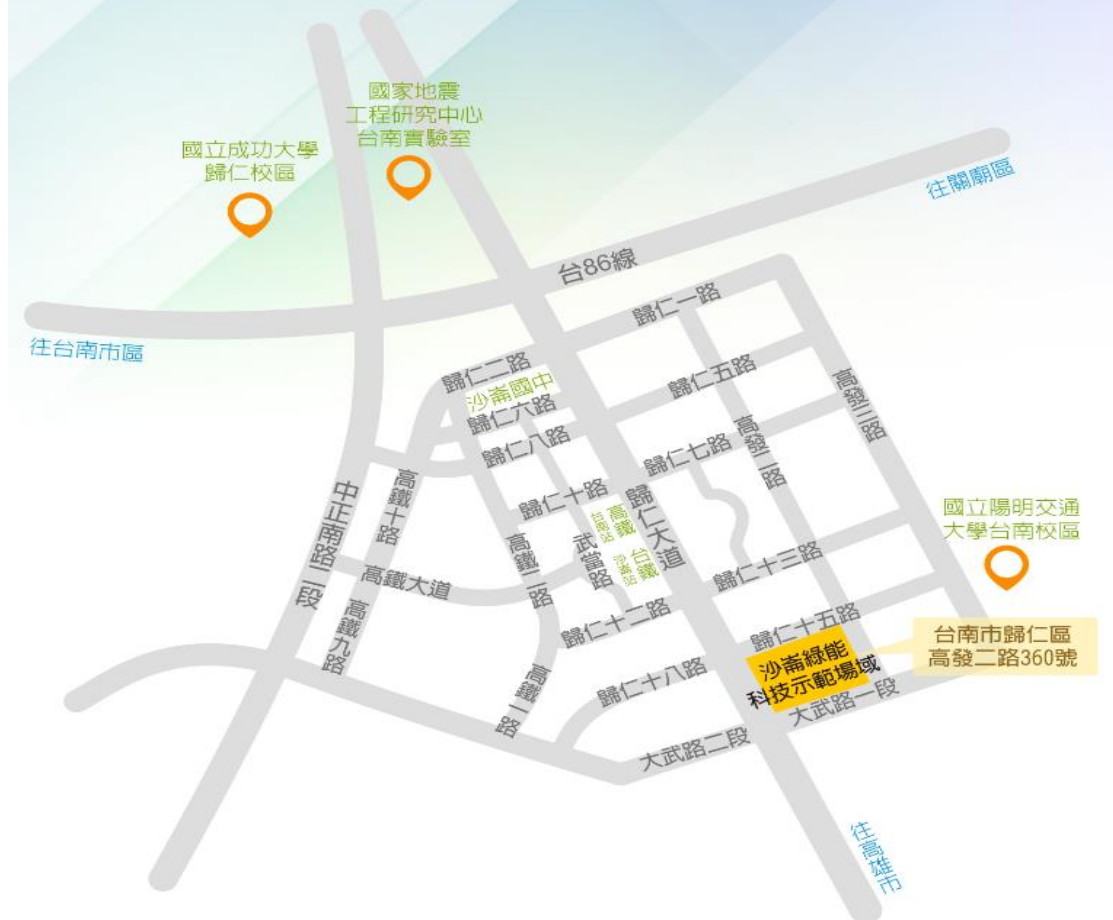 國家地震
工程研究中心
台南實驗室
國立成功大學
歸仁校區
往關廟區
台86線
往台南市區
歸仁一路
歸仁二路
沙崙國中
歸仁五路
歸仁六路
高發三路
歸仁八路
高發二路
歸仁七路
高鐵十路
中正南路二段
歸仁十路
高鐵
台南站
歸仁大道
國立陽明交通
大學台南校區
高鐵二路
武當路
台鐵
沙崙站
歸仁十三路
高鐵大道
高鐵九路
歸仁十二路
歸仁十五路
台南市歸仁區
高發二路360號
沙崙綠能
科技示範場域
高鐵一路
歸仁十八路
大武路一段
大武路二段
往高雄市